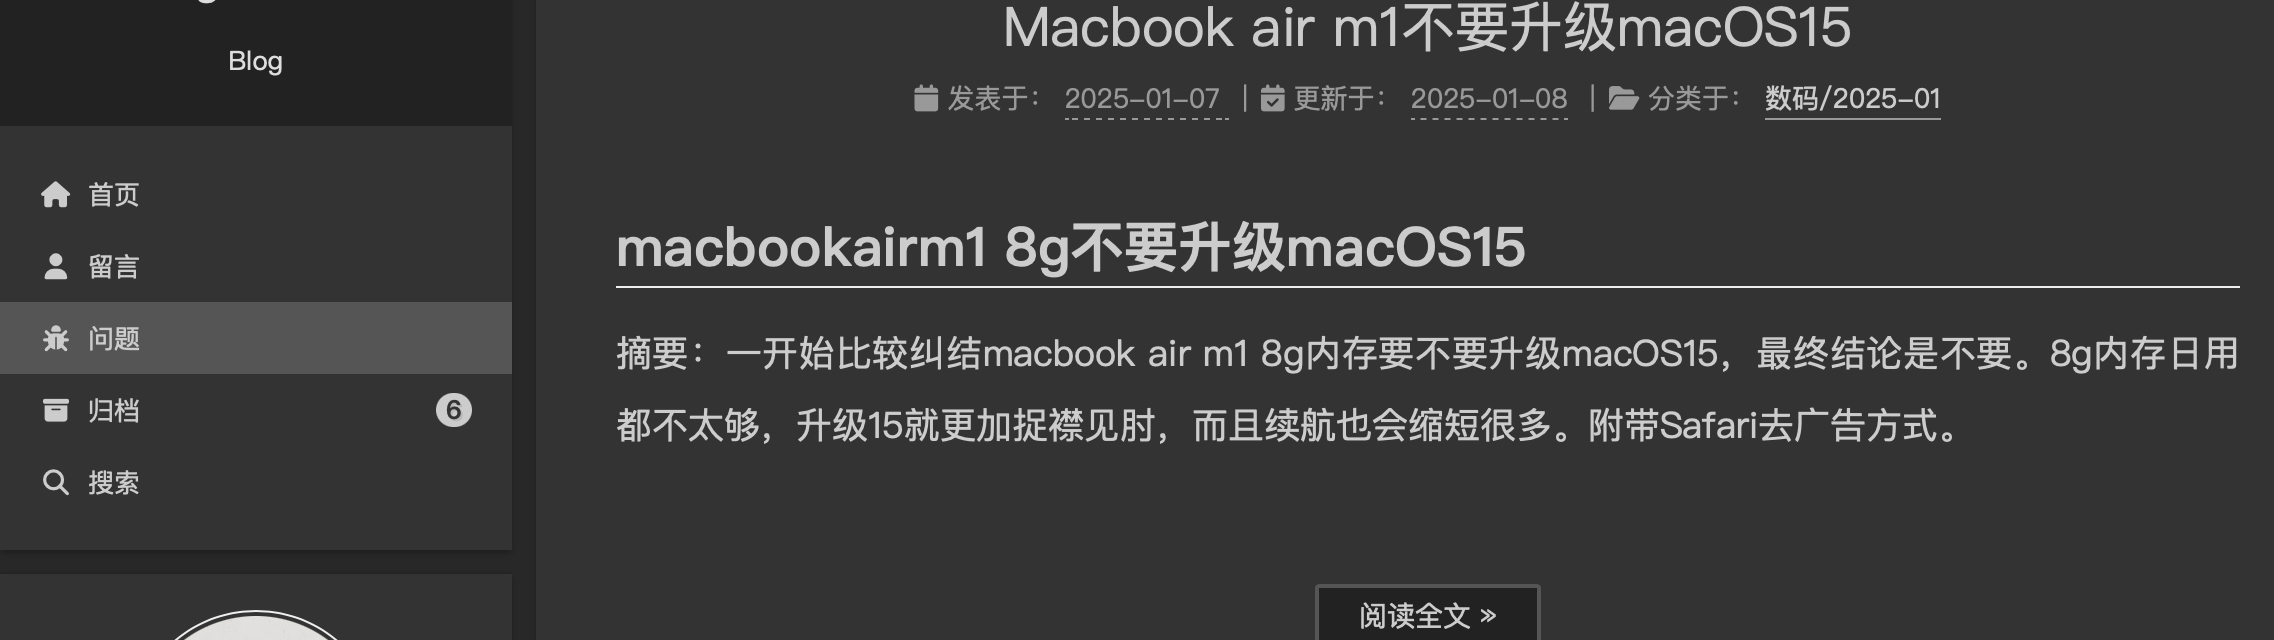 Blog
首页
留言
问题
归档 6
搜索
Macbook air m1不要升级macOS15
发表于： 2025-01-07 | 更新于： 2025-01-08 | 分类于： 数码/2025-01
macbookairm1 8g不要升级macOS15
摘要：一开始比较纠结macbook air m1 8g内存要不要升级macOS15，最终结论是不要。8g内存日用
都不太够，升级15就更加捉襟见肘，而且续航也会缩短很多。附带Safari去广告方式。
阅读全文 »